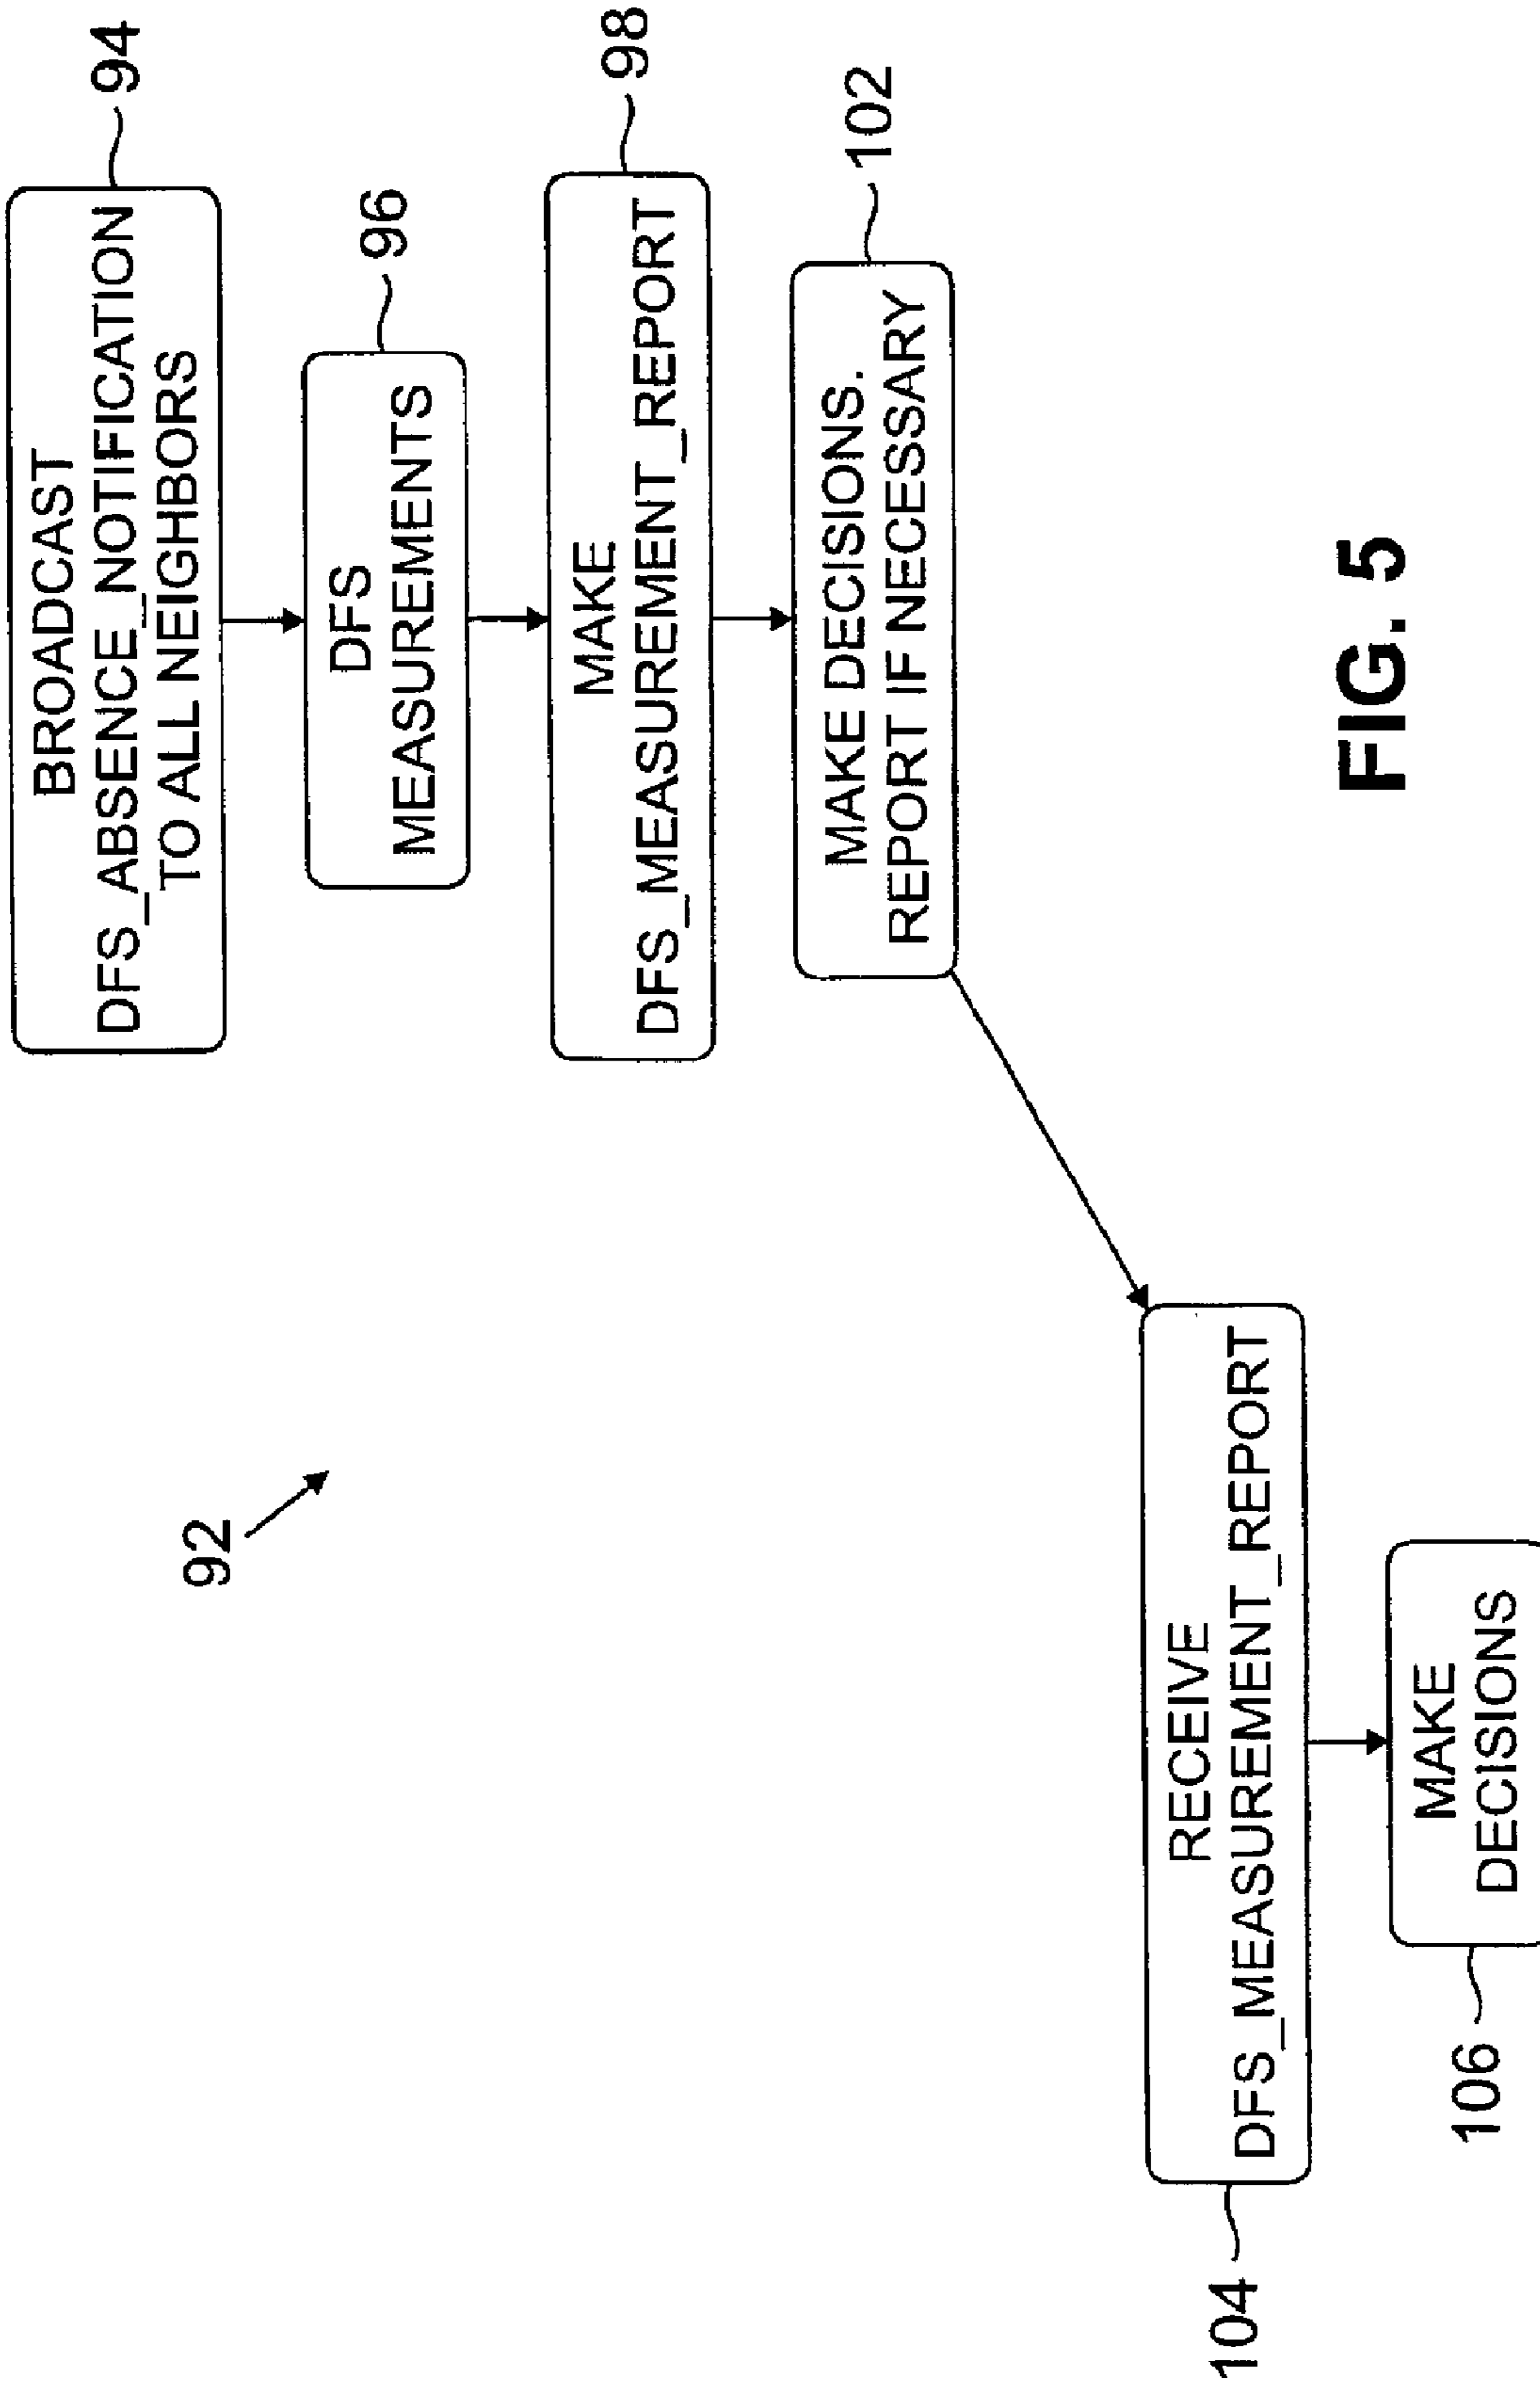 92
BROADCAST
DFS_ABSENCE_NOTIFICATION
TO ALL NEIGHBORS
94
DFS
MEASUREMENTS
96
MAKE
DFS_MEASUREMENT_REPORT
98
MAKE DECISIONS.
REPORT IF NECESSARY
102
104
RECEIVE
DFS_MEASUREMENT_REPORT
106
MAKE
DECISIONS
FIG. 5